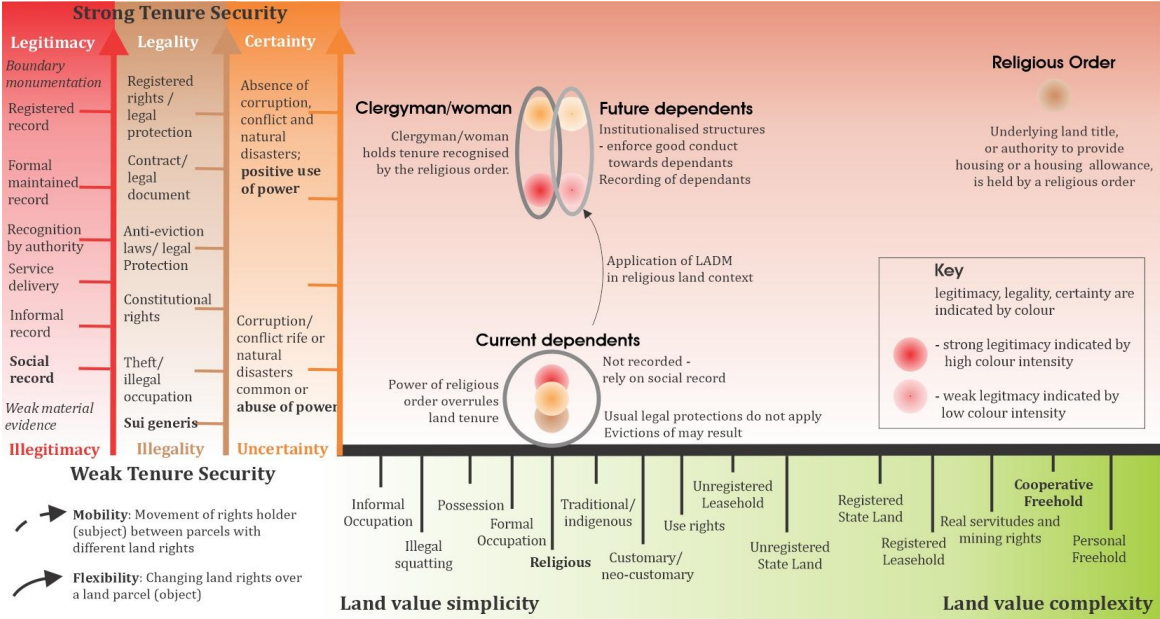 Strong Tenure Security
Legitimacy
Boundary
monumentation
Registered
record
Formal
maintained
record
Recognition
by authority
Service
delivery
Informal
record
Social
record
Weak material
evidence
Illegitimacy
Legality
Registered
rights /
legal
protection
Contract/
legal
document
Anti-eviction
laws/ legal
Protection
Constitutional
rights
Theft/
illegal
occupation
Sui generis
Illegality
Certainty
Absence of
corruption,
conflict and
natural
disasters;
positive use
of power
Corruption/
conflict rife or
natural
disasters
common or
abuse of power
Uncertainty
Weak Tenure Security
Mobility: Movement of rights holder
(subject) between parcels with
different land rights
Flexibility: Changing land rights over
a land parcel (object)
Clergyman/woman
Clergyman/woman
holds tenure recognised
by the religious order.
Future dependents
Institutionalised structures
- enforce good conduct
towards dependants
Recording of dependants
Religious Order
Underlying land title,
or authority to provide
housing or a housing allowance,
is held by a religious order
Application of LADM
in religious land context
Current dependents
Power of religious
order overrules
land tenure
Not recorded -
rely on social record
Usual legal protections do not apply
Evictions of may result
Key
legitimacy, legality, certainty are
indicated by colour
- strong legitimacy indicated by
high colour intensity
- weak legitmacy indicated by
low colour intensity
Informal
Occupation
Illegal
squatting
Possession
Formal
Occupation
Religious
Traditional/
indigenous
Customary/
neo-customary
Use rights
Unregistered
Leasehold
Unregistered
State Land
Registered
State Land
Registered
Leasehold
Real servitudes and
mining rights
Cooperative
Freehold
Personal
Freehold
Land value simplicity
Land value complexity